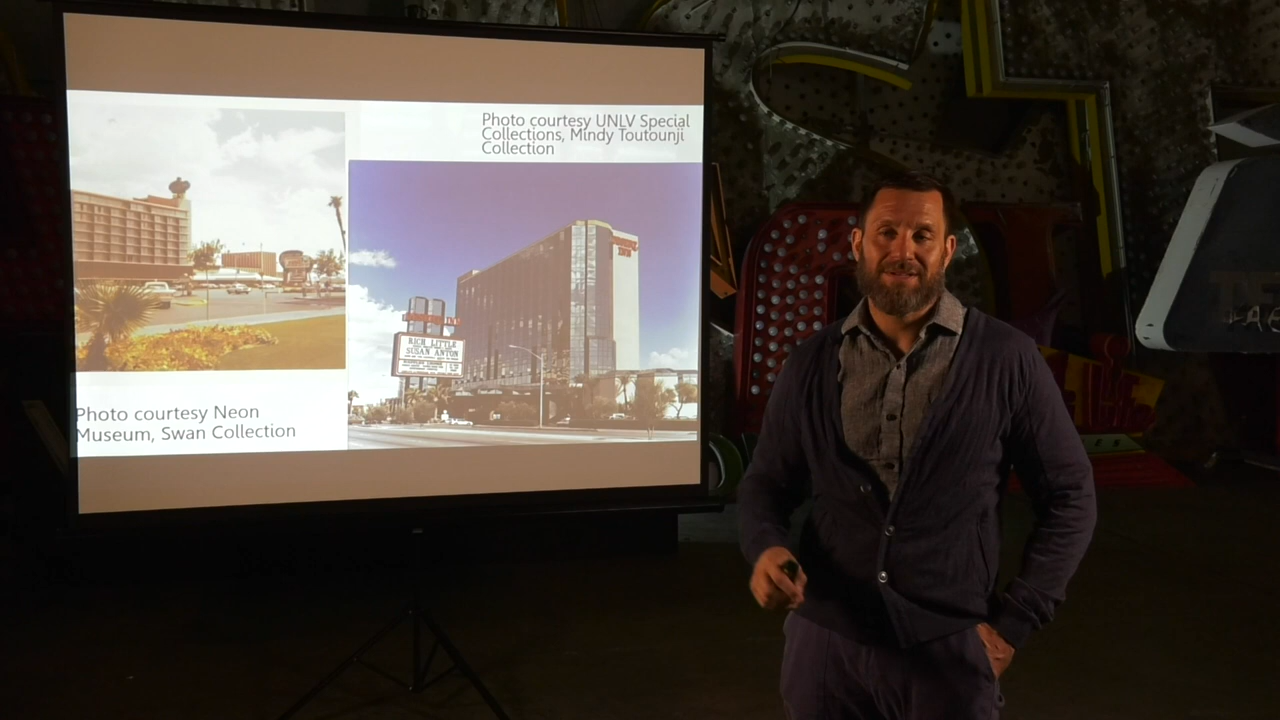 Photo courtesy UNLV Special
Collections, Mindy Toutounji
Collection
RICH LITTLE
SUSAN ANTON
Photo courtesy Neon
Museum, Swan Collection